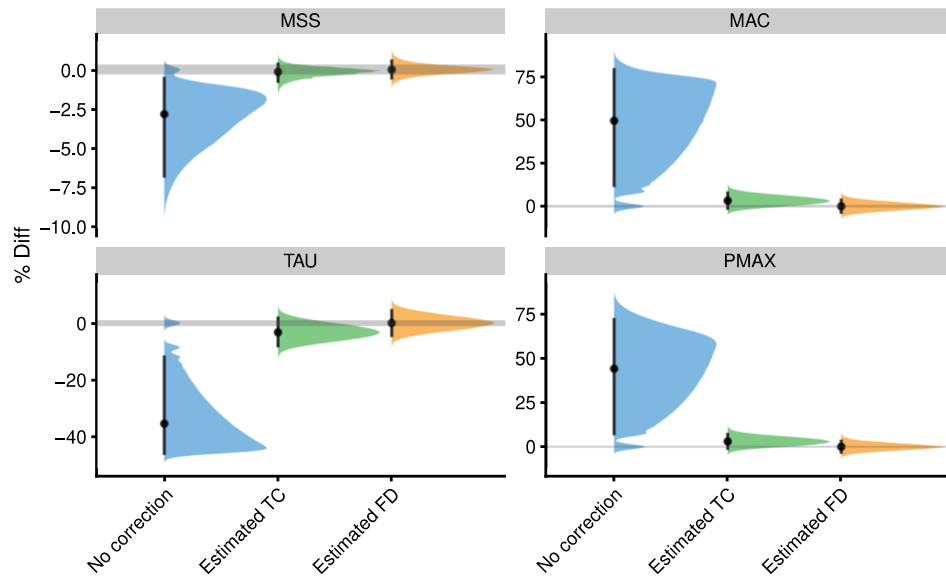 MSS
MAC
0.0
−2.5
−5.0
−7.5
−10.0
75
50
25
0
% Diff
TAU
PMAX
0
−20
−40
75
50
25
0
No correction
Estimated TC
Estimated FD
No correction
Estimated TC
Estimated FD